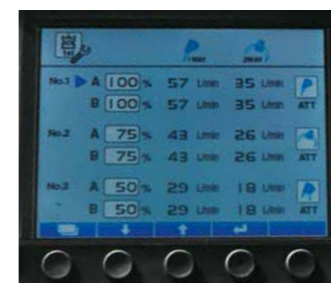 1WAY 2WAY
No.1 A 100 % 57 L/min 35 L/min
B 100 % 57 L/min 35 L/min ATT
No.2 A 75 % 43 L/min 26 L/min
B 75 % 43 L/min 26 L/min ATT
No.3 A 50 % 29 L/min 18 L/min
B 50 % 29 L/min 18 L/min ATT